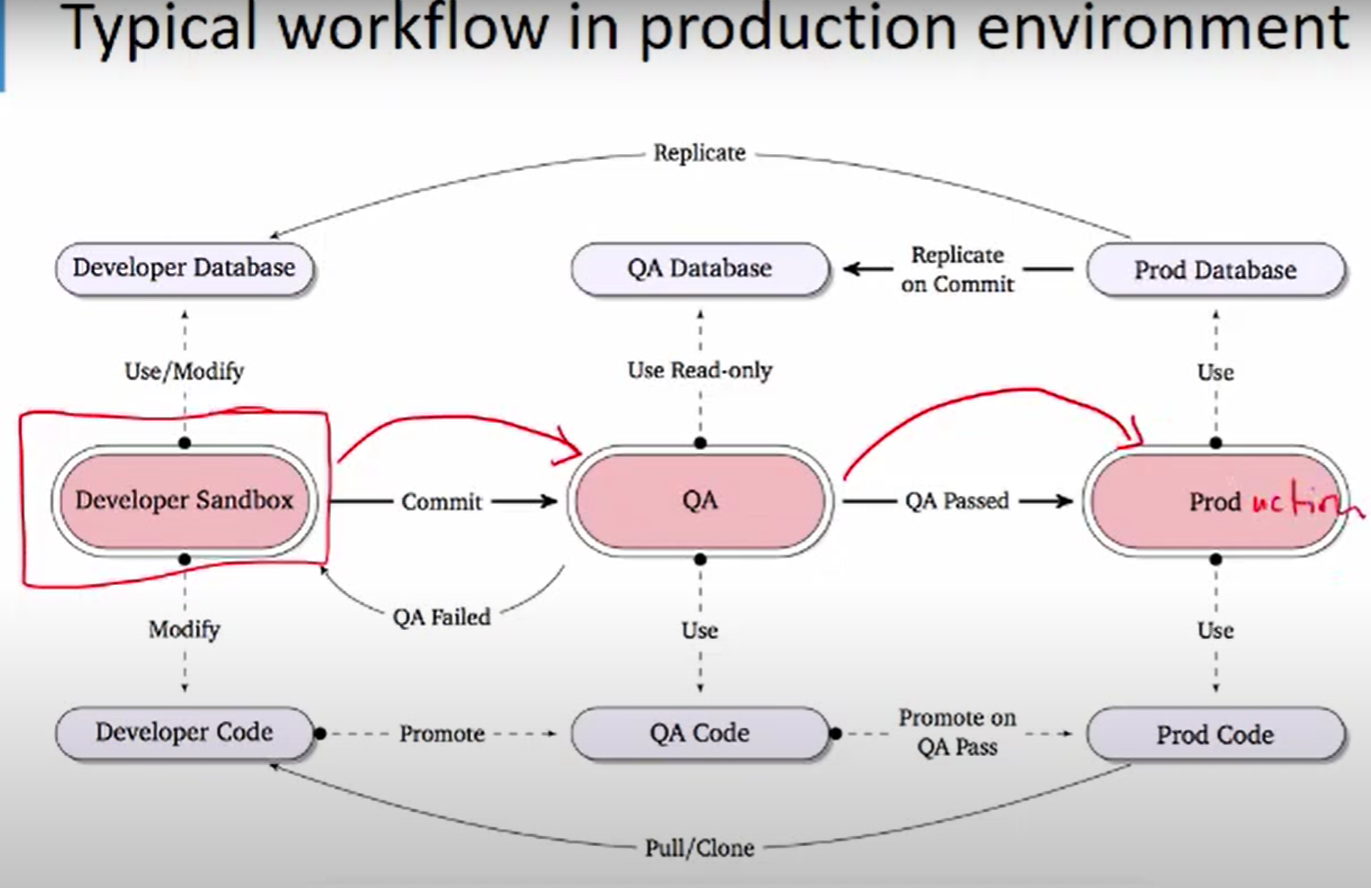 Typical workflow in production environment
Replicate
Developer Database
QA Database
Replicate
on Commit
Prod Database
Use/Modify
Use Read-only
Use
Developer Sandbox
Commit
QA
QA Passed
Prod uction
QA Failed
Modify
Use
Use
Developer Code
Promote
QA Code
Promote on
QA Pass
Prod Code
Pull/Clone